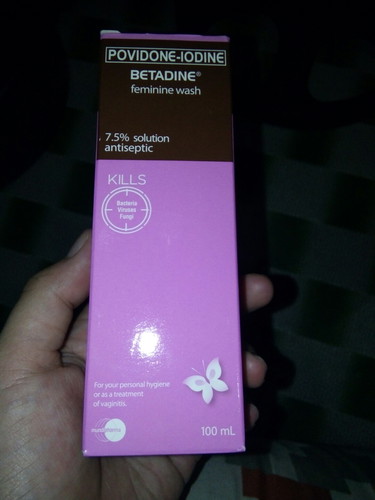 POVIDONE-IODINE
BETADINE®
feminine wash
7.5% solution
antiseptic
KILLS
Bacteria
Viruses
Fungi
For your personal hygiene
or as a treatment
of vaginitis.
mundipharma
100 mL